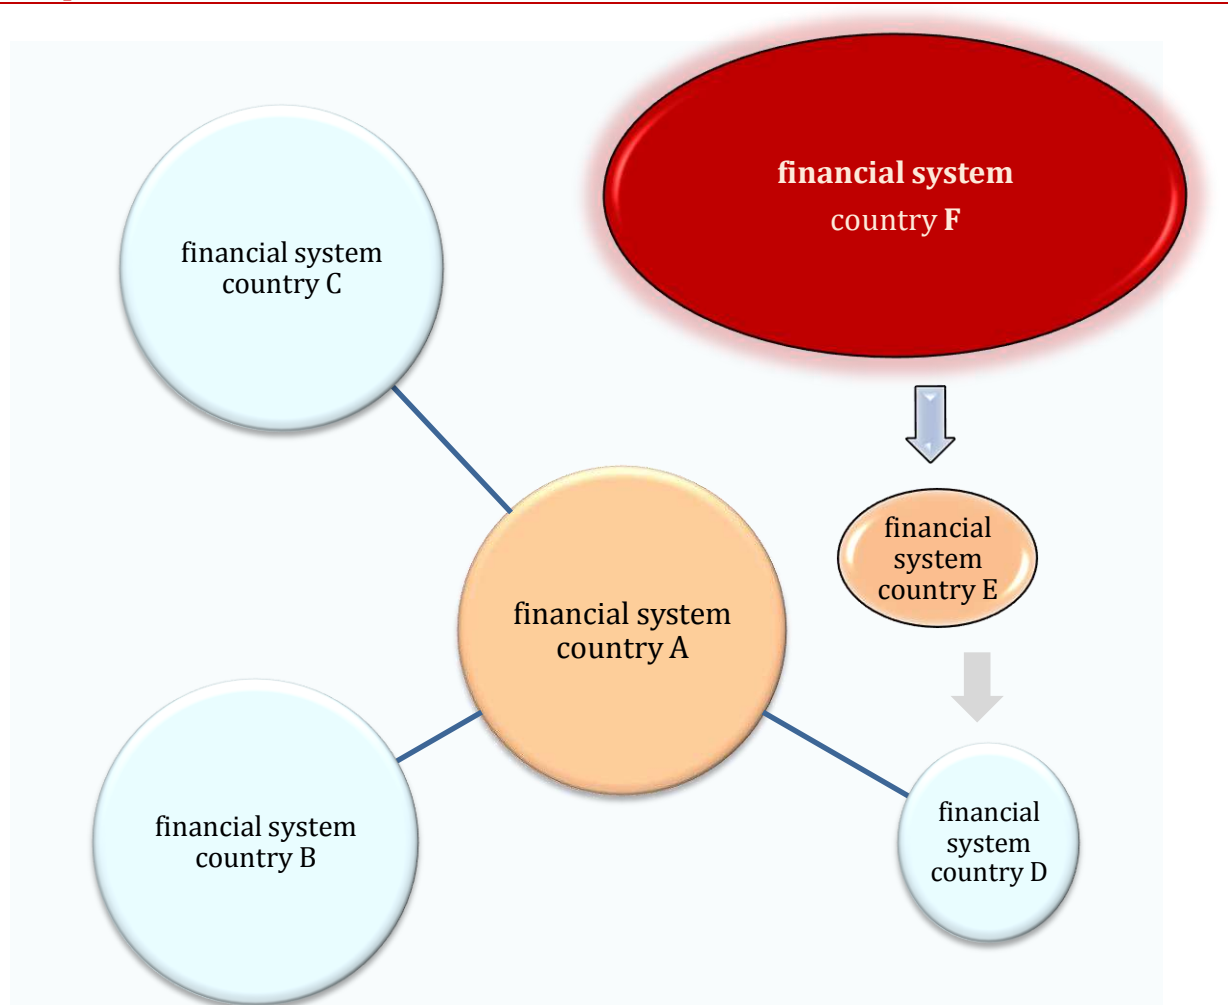 financial system
country F
financial system
country C
financial
system
country E
financial system
country A
financial system
country B
financial
system
country D